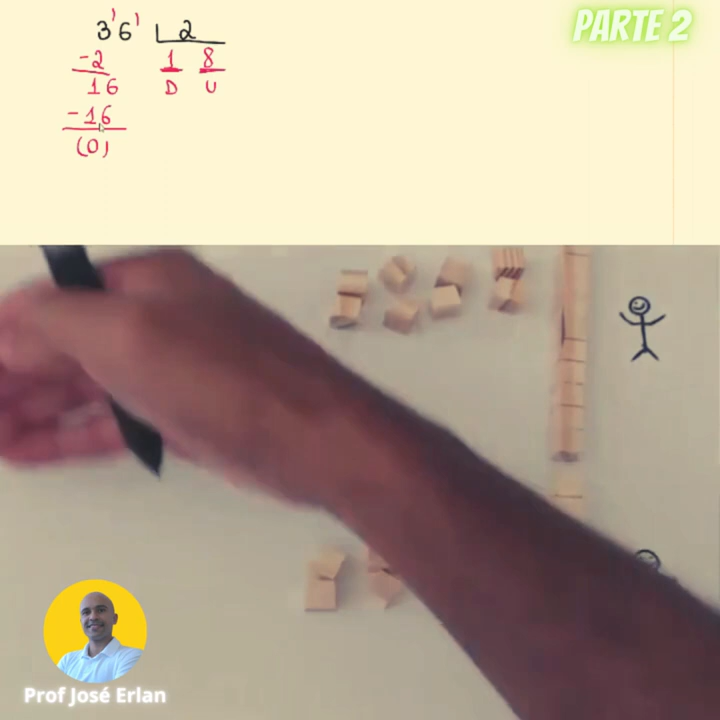 PARTE 2
3'6' 2
-2 1 8
16 D U
-16
(0)
Prof José Erlan